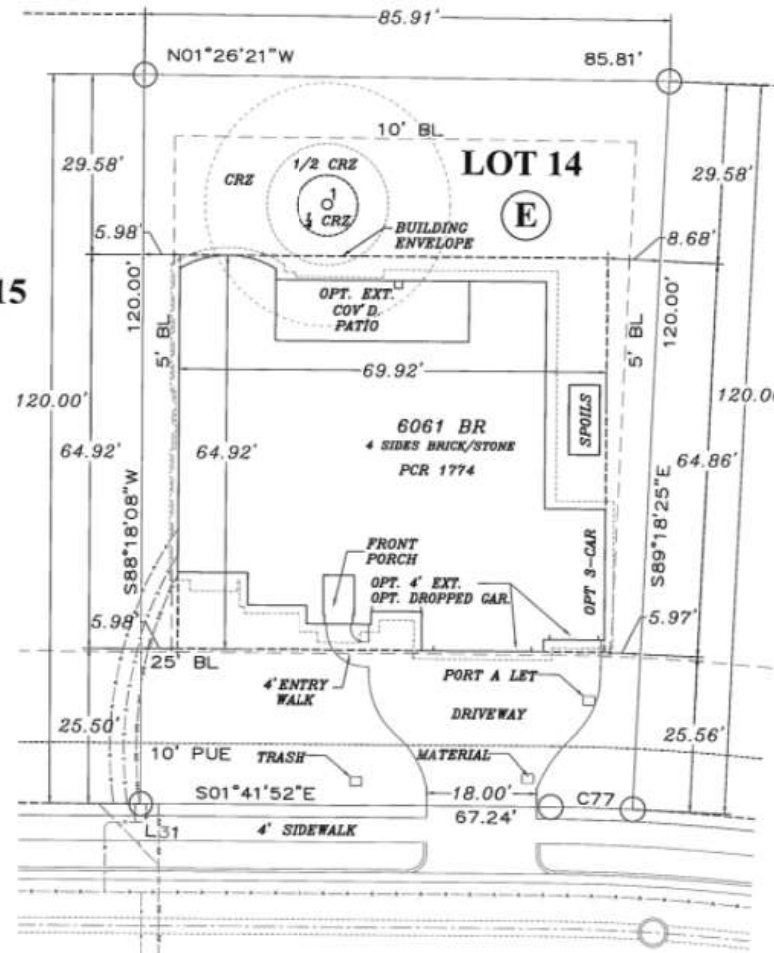 85.91'
N01°26'21"W
85.81'
10' BL
LOT 14
E
CRZ
1/2 CRZ
1
¼ CRZ
29.58'
29.58'
BUILDING
ENVELOPE
5.98'
8.68'
15
120.00'
120.00'
5' BL
5' BL
OPT. EXT.
COV'D.
PATIO
69.92'
120.00'
120.00
6061 BR
4 SIDES BRICK/STONE
PCR 1774
SPOILS
64.92'
64.92'
64.86'
S88°18'08"W
S89°18'25"E
FRONT
PORCH
OPT. 4' EXT.
OPT. DROPPED GAR.
OPT 3-CAR
5.98'
5.97'
25' BL
4' ENTRY
WALK
PORT A LET
DRIVEWAY
25.50'
25.56'
10' PUE
TRASH
MATERIAL
S01°41'52"E
18.00'
C77
67.24'
L31
4' SIDEWALK